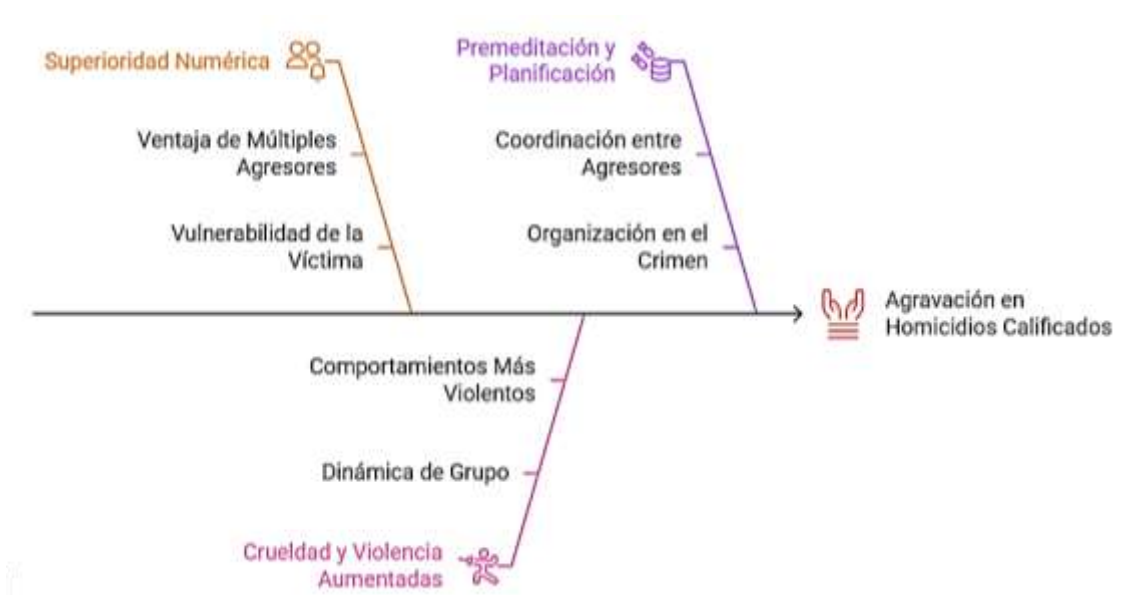 Superioridad Numérica
Ventaja de Múltiples
Agresores
Vulnerabilidad de la
Víctima
Premeditación y
Planificación
Coordinación entre
Agresores
Organización en el
Crimen
Agravación en
Homicidios Calificados
Comportamientos Más
Violentos
Dinámica de Grupo
Crueldad y Violencia
Aumentadas